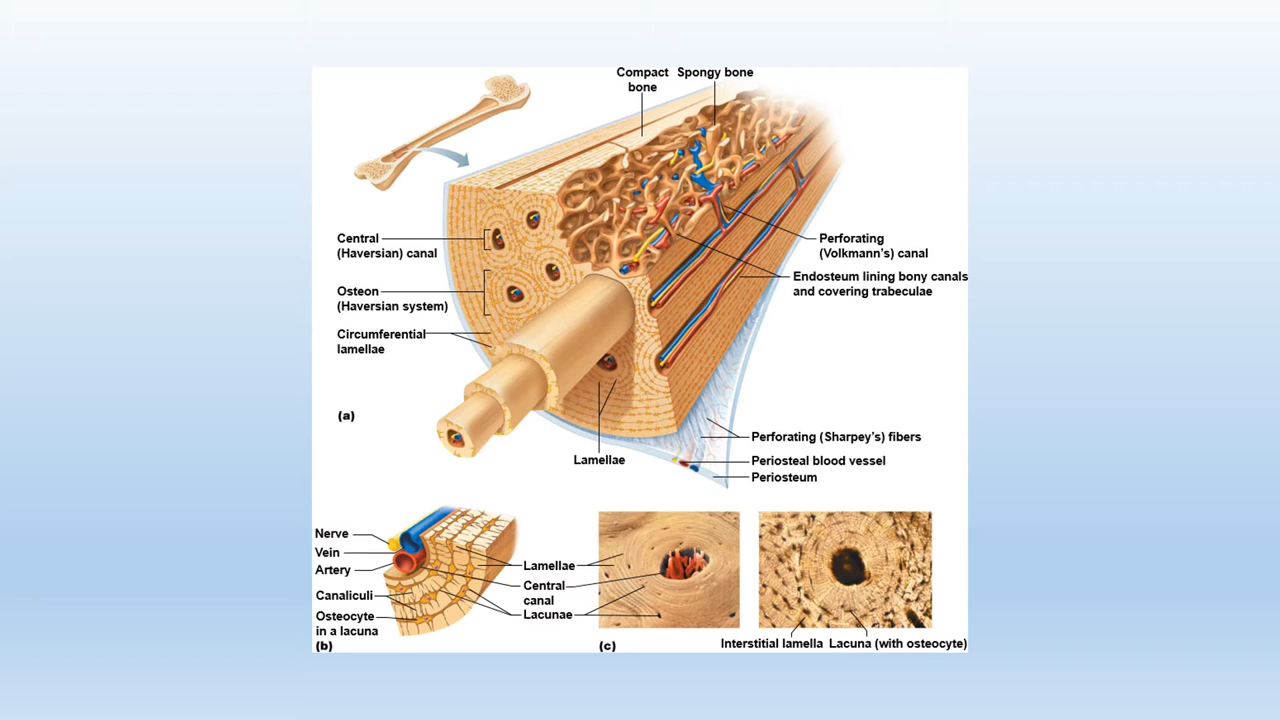 Compact Spongy bone
bone
Central
(Haversian) canal
Osteon
(Haversian system)
Circumferential
lamellae
Perforating
(Volkmann's) canal
Endosteum lining bony canals
and covering trabeculae
(a)
Lamellae
Perforating (Sharpey's) fibers
Periosteal blood vessel
Periosteum
Nerve
Vein
Artery
Canaliculi
Osteocyte
in a lacuna
(b)
Lamellae
Central
canal
Lacunae
(c)
Interstitial lamella
Lacuna (with osteocyte)